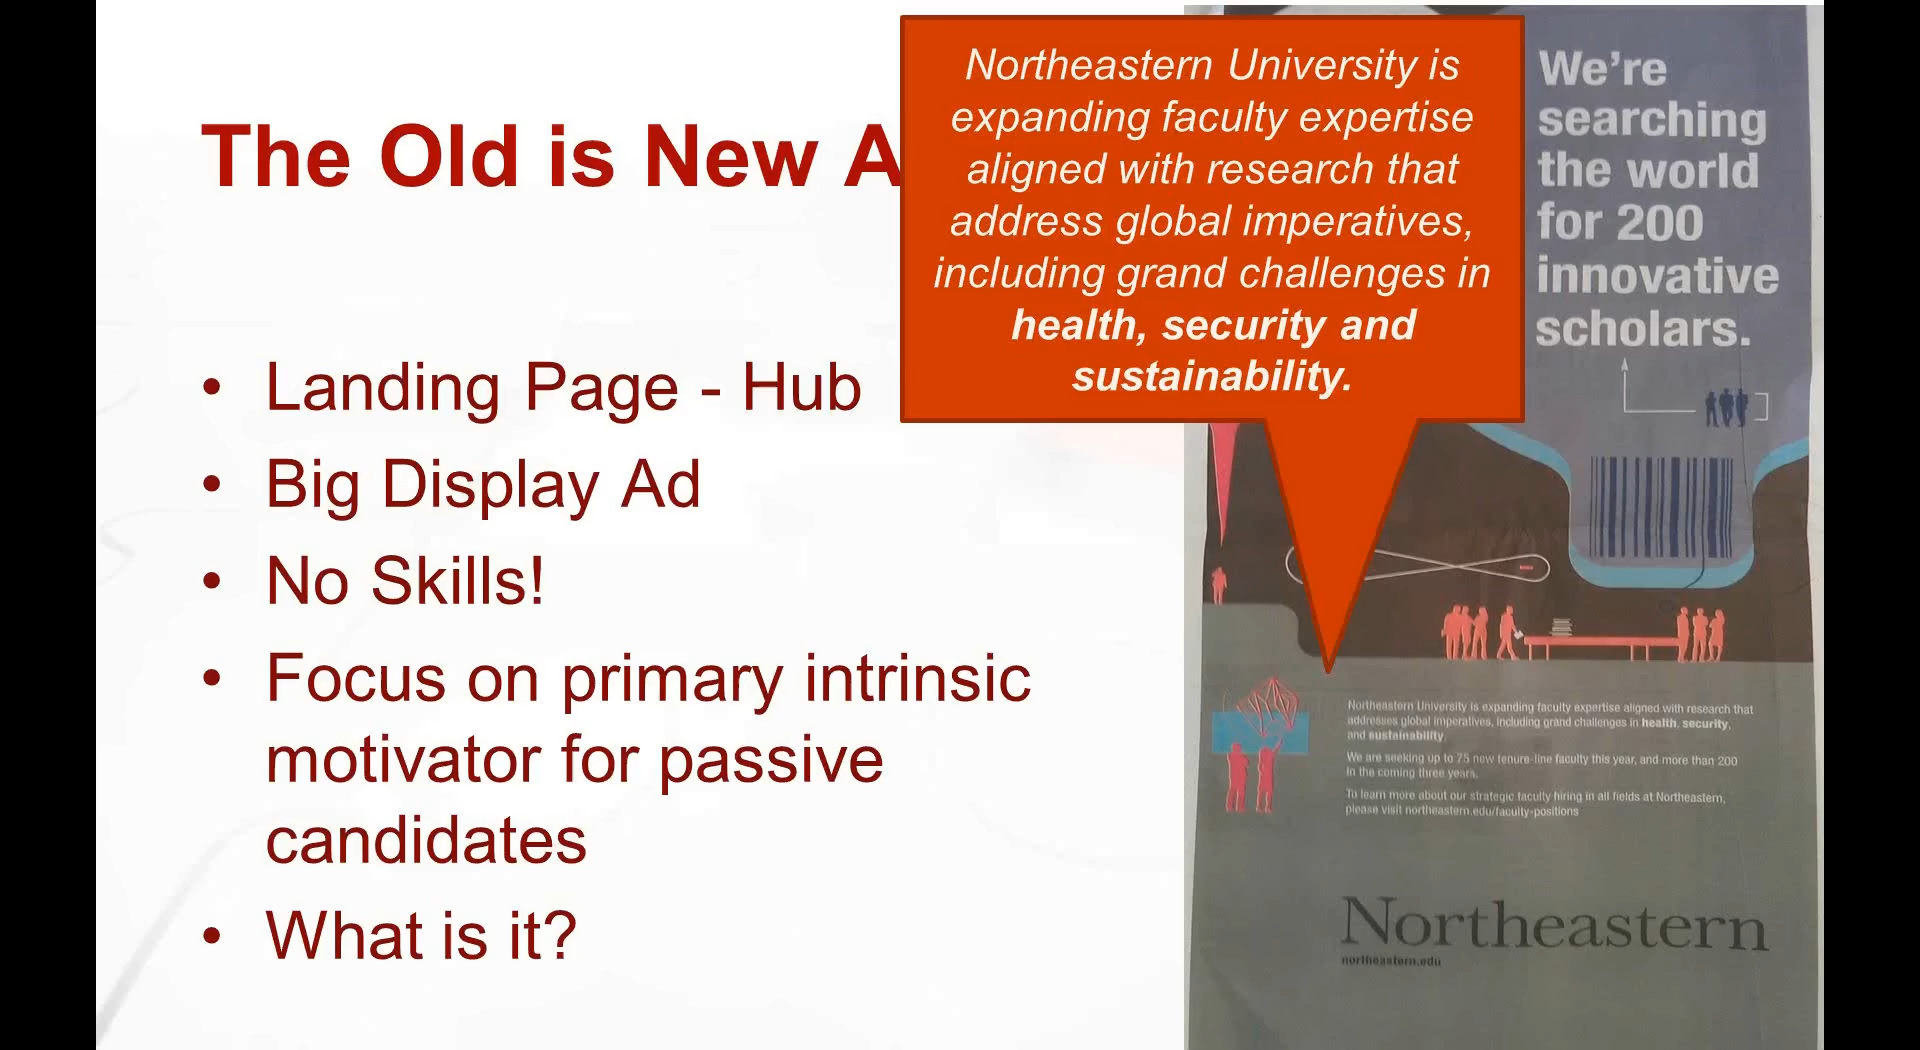 The Old is New A
• Landing Page - Hub
• Big Display Ad
• No Skills!
• Focus on primary intrinsic
motivator for passive
candidates
• What is it?
Northeastern University is
expanding faculty expertise
aligned with research that
address global imperatives,
including grand challenges in
health, security and
sustainability.
We're
searching
the world
for 200
innovative
scholars.
Northeastern University is expanding faculty expertise aligned with research that
addresses global imperatives, including grand challenges in health, security,
and sustainability.
We are seeking up to 75 new tenure-line faculty this year, and more than 200
in the coming three years.
To learn more about our strategic faculty hiring in all fields at Northeastern,
please visit northeastern.edu/faculty-positions
Northeastern
northeastern.edu